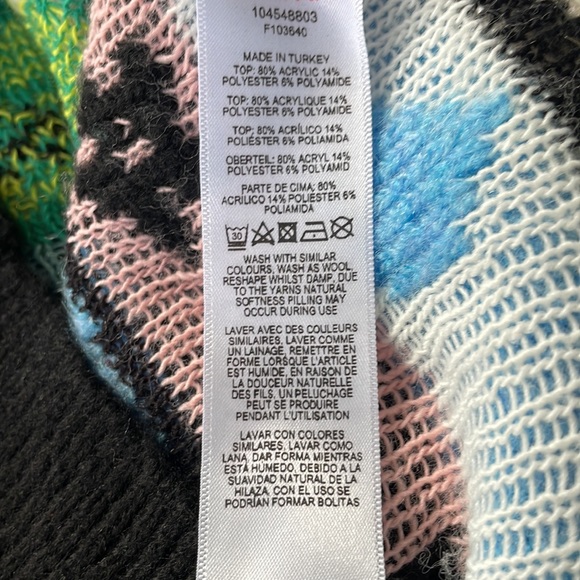 104548803
F103640
MADE IN TURKEY
TOP: 80% ACRYLIC 14%
POLYESTER 6% POLYAMIDE
TOP: 80% ACRYLIQUE 14%
POLYESTER 6% POLYAMIDE
TOP: 80% ACRÍLICO 14%
POLIÉSTER 6% POLIAMIDA
OBERTEIL: 80% ACRYL 14%
POLYESTER 6% POLYAMID
PARTE DE CIMA: 80%
ACRILICO 14% POLIESTER 6%
POLIAMIDA
30
WASH WITH SIMILAR
COLOURS, WASH AS WOOL,
RESHAPE WHILST DAMP, DUE
TO THE YARNS NATURAL
SOFTNESS PILLING MAY
OCCUR DURING USE
LAVER AVEC DES COULEURS
SIMILAIRES, LAVER COMME
UN LAINAGE, REMETTRE EN
FORME LORSQUE L'ARTICLE
EST HUMIDE, EN RAISON DE
LA DOUCEUR NATURELLE
DES FILS, UN PELUCHAGE
PEUT SE PRODUIRE
PENDANT L'UTILISATION
LAVAR CON COLORES
SIMILARES, LAVAR COMO
LANA, DAR FORMA MIENTRAS
ESTÁ HÚMEDO, DEBIDO A LA
SUAVIDAD NATURAL DE LA
HILAZA, CON EL USO SE
PODRÍAN FORMAR BOLITAS